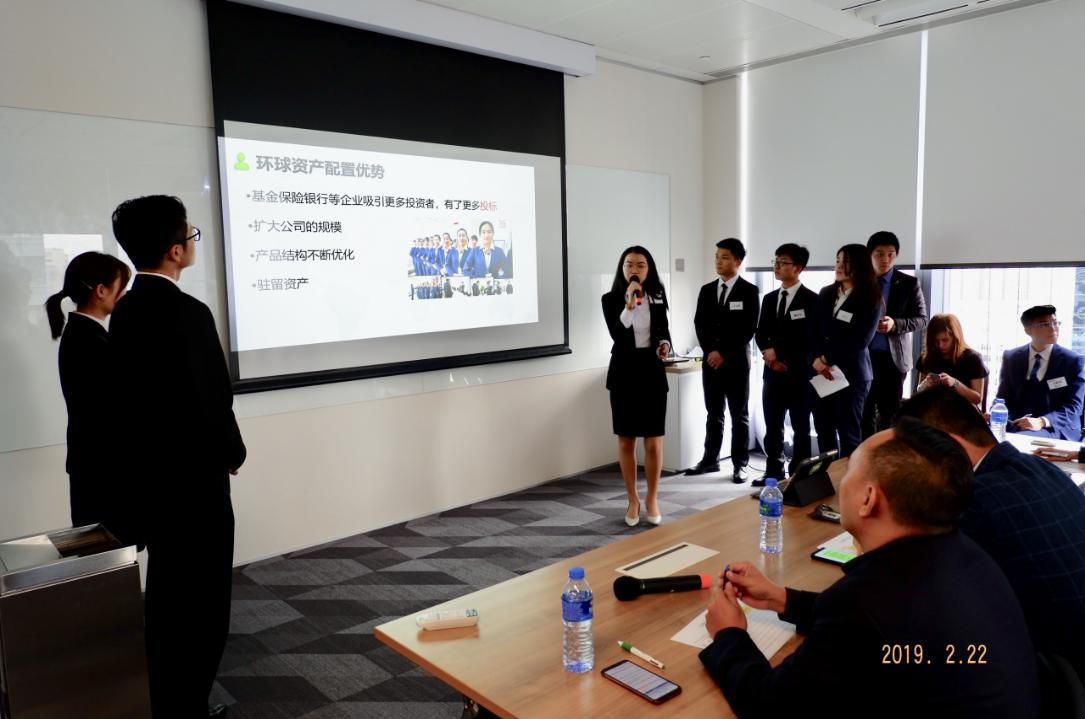 环球资产配置优势
•基金保险银行等企业吸引更多投资者，有了更多投标
•扩大公司的规模
•产品结构不断优化
•驻留资产
2019. 2.22